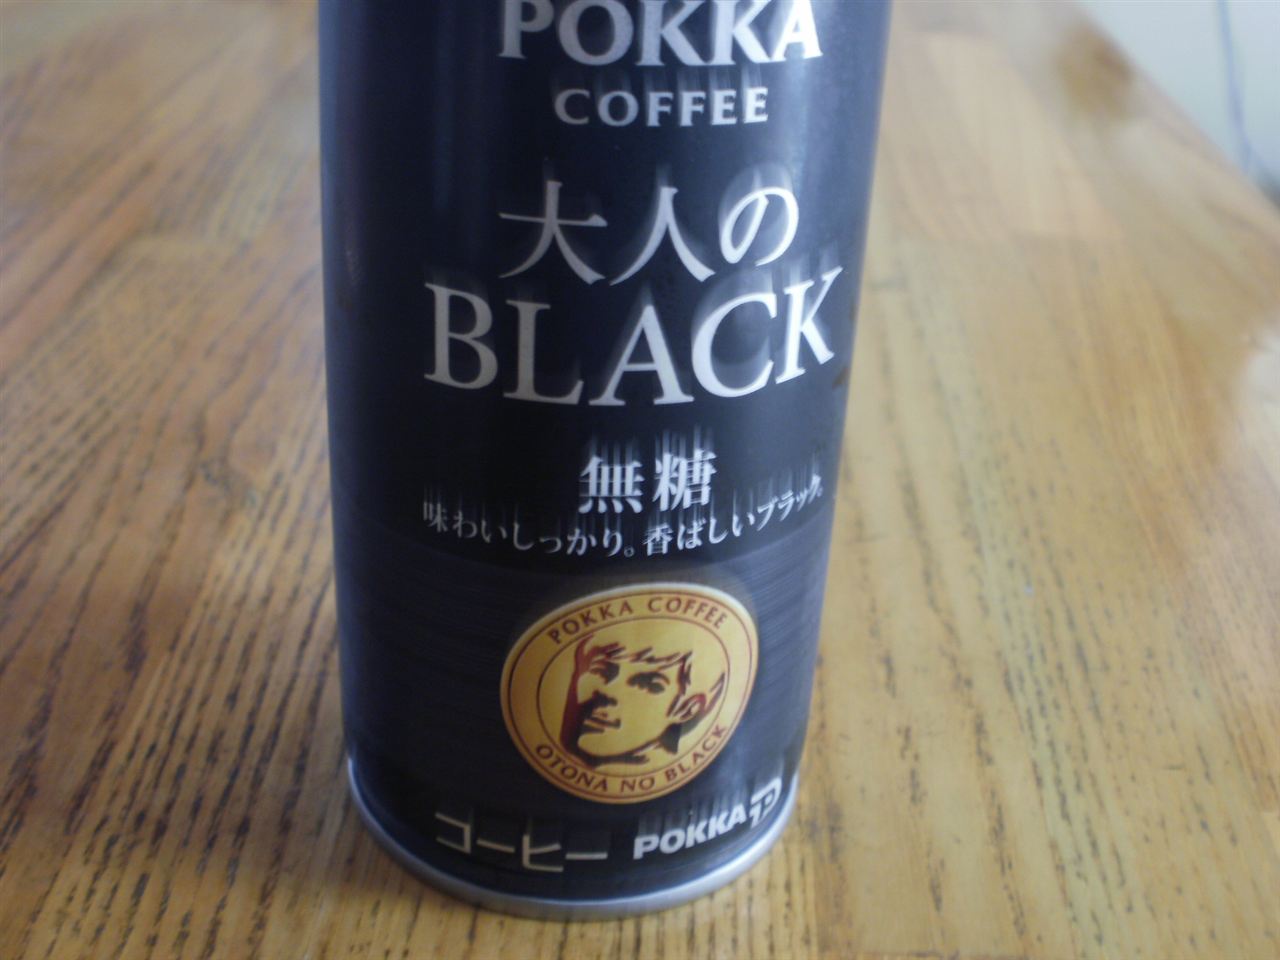 POKKA
COFFEE
大人の
BLACK
無糖
味わいしっかり。香ばしいブラック。
POKKA COFFEE
OTONA NO BLACK
コーヒー POKKA